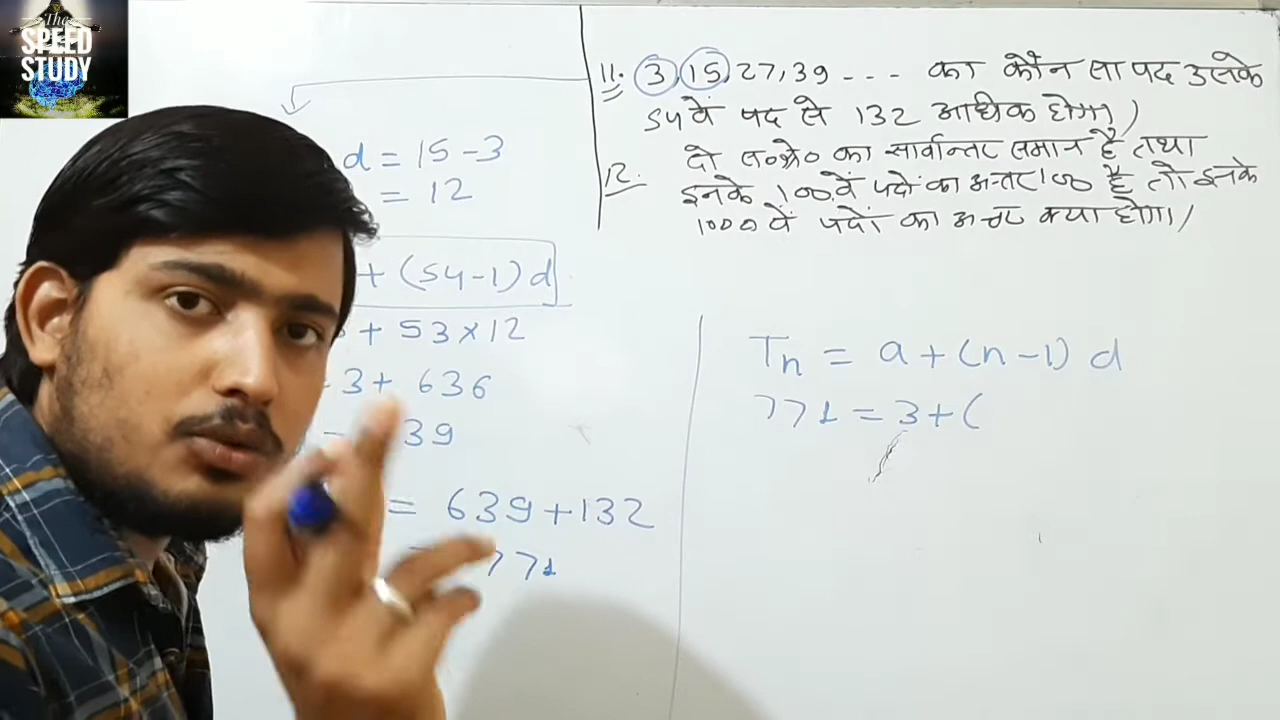 The
SPEED
STUDY
11. 3, 15, 27, 39 --- का कौन सा पद उसके
54वें पद से 132 अधिक होगा)
12. दो स०श्रे० का सार्वान्तर समान है तथा
इनके 100वें पदों का अन्तर 100 है तो इनके
1000 वें पदों का अन्तर क्या होगा/
d = 15 - 3
= 12
+ (54-1)d
+ 53×12
3+ 636
39
= 639+132
771
Tn = a + (n-1) d
771 = 3+(